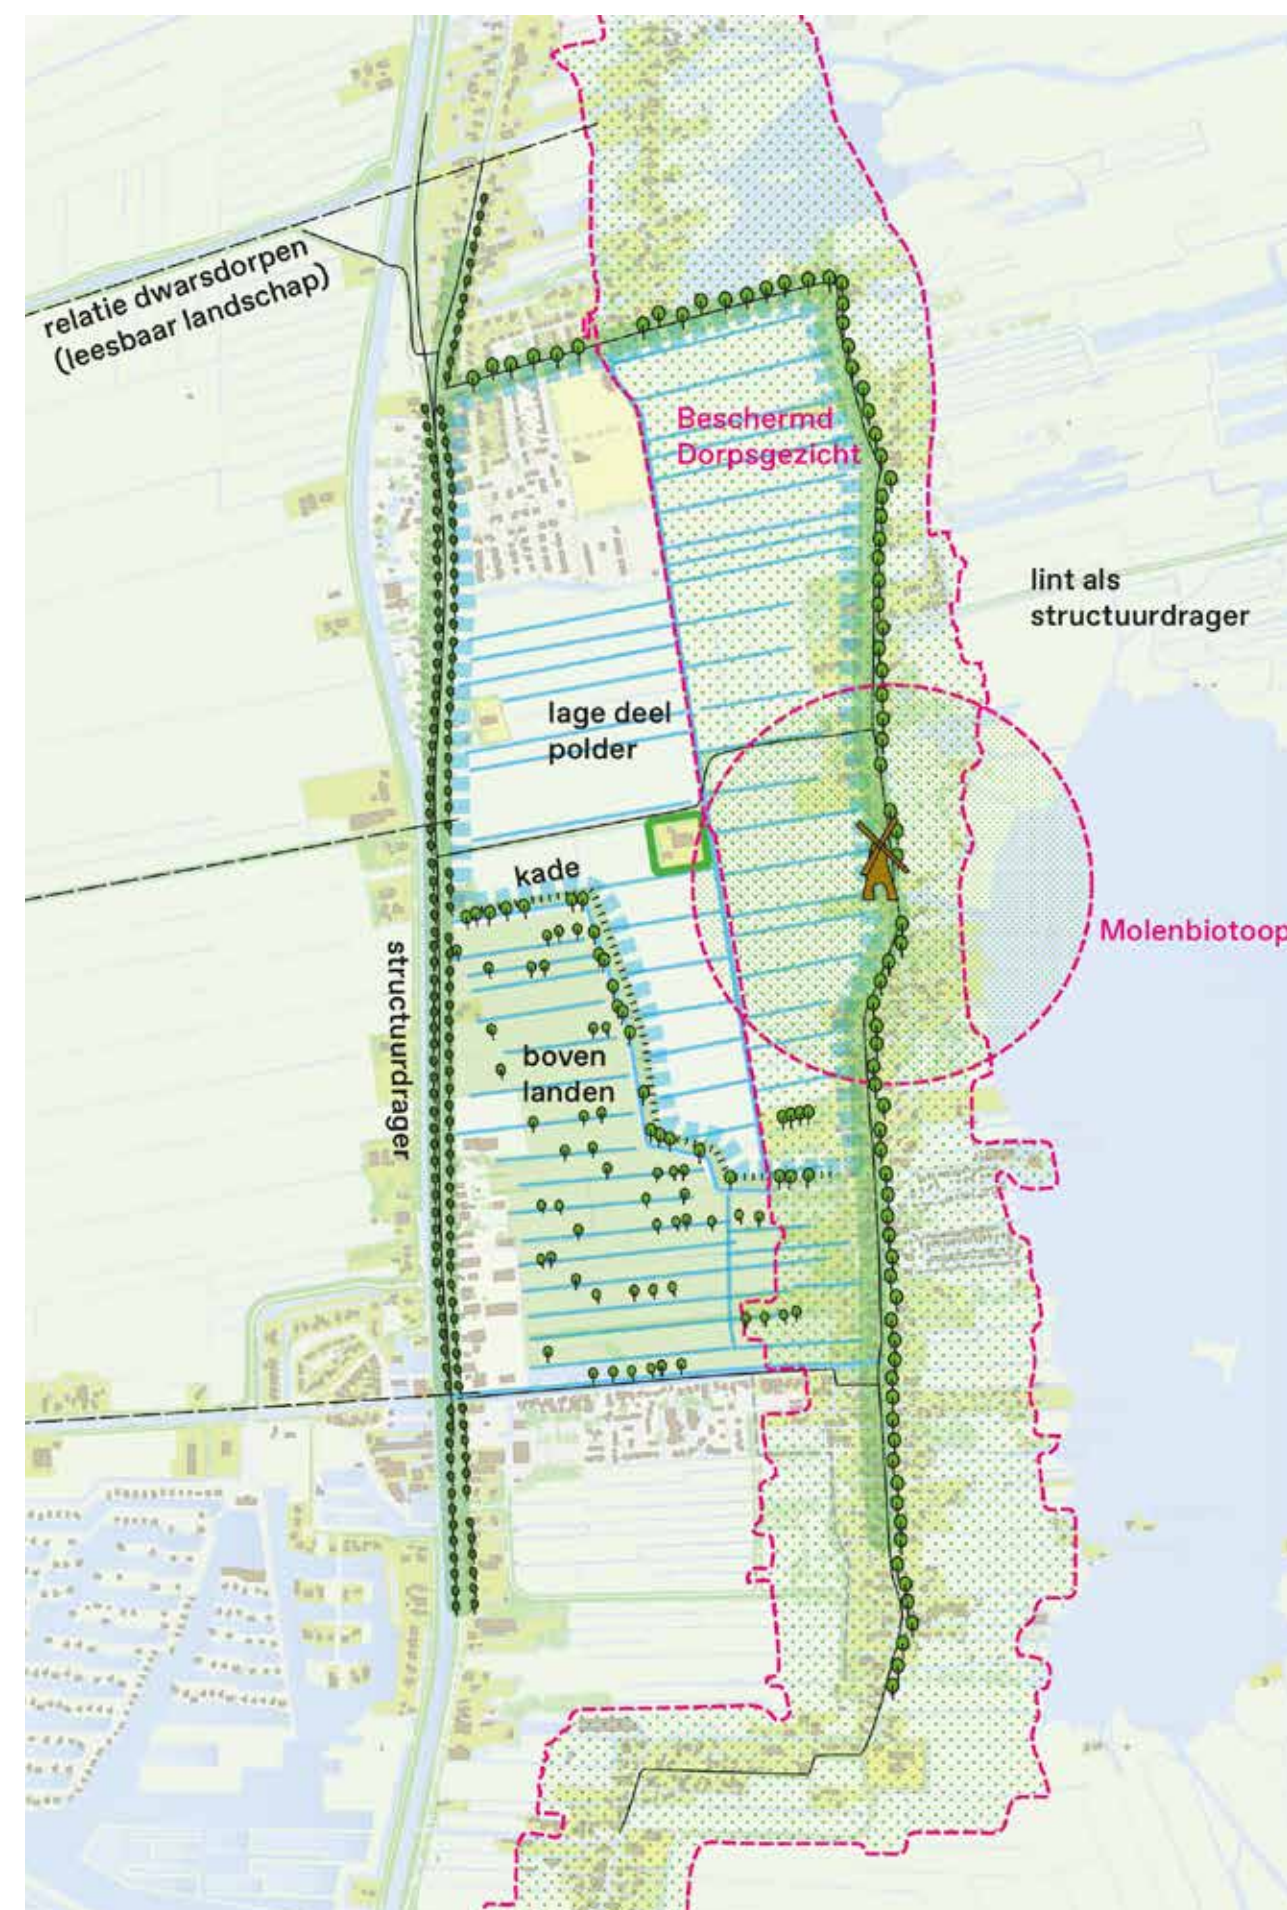 relatie dwarsdorpen
(leesbaar landschap)
Beschermd
Dorpsgezicht
lint als
structuurdrager
lage deel
polder
kade
Molenbiotoop
structuurdrager
boven
landen